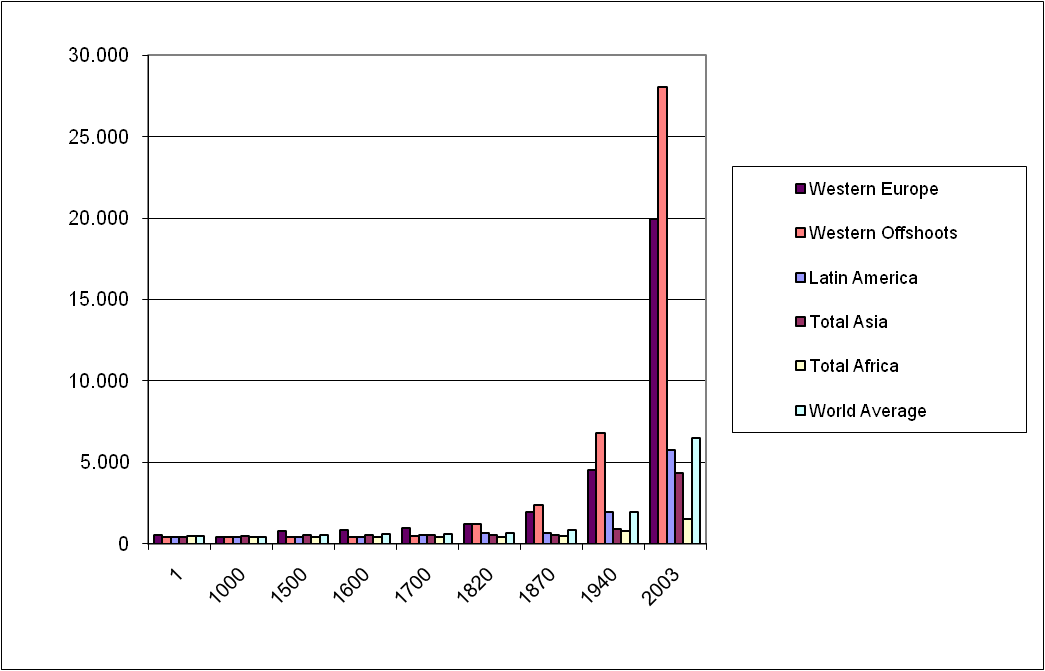 30.000
25.000
20.000
15.000
10.000
5.000
0
1
1000
1500
1600
1700
1820
1870
1940
2003
Western Europe
Western Offshoots
Latin America
Total Asia
Total Africa
World Average